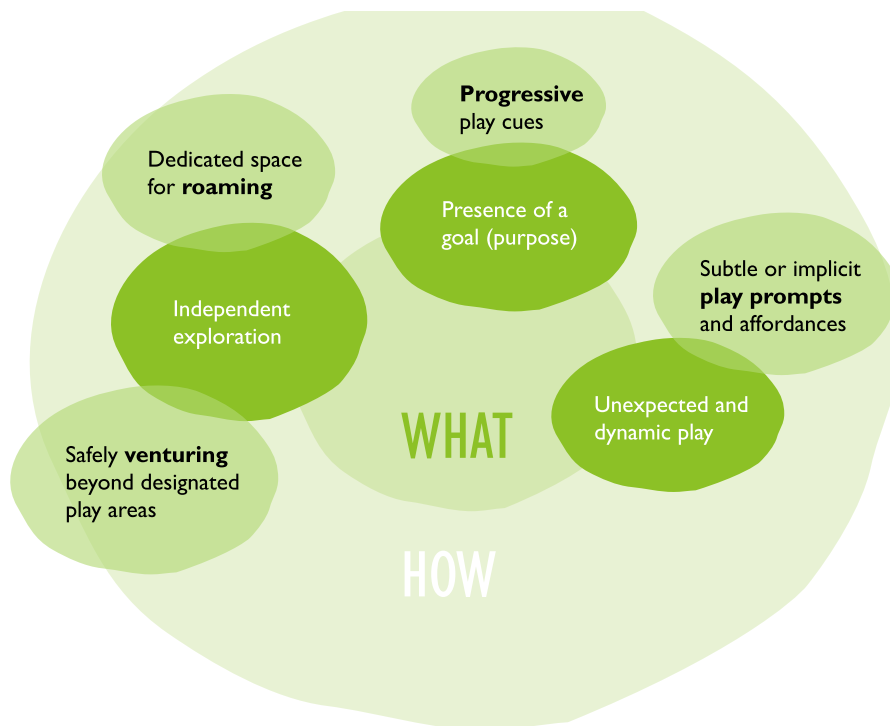 Progressive
play cues
Dedicated space
for roaming
Presence of a
goal (purpose)
Subtle or implicit
play prompts
and affordances
Independent
exploration
Unexpected and
dynamic play
WHAT
Safely venturing
beyond designated
play areas
HOW